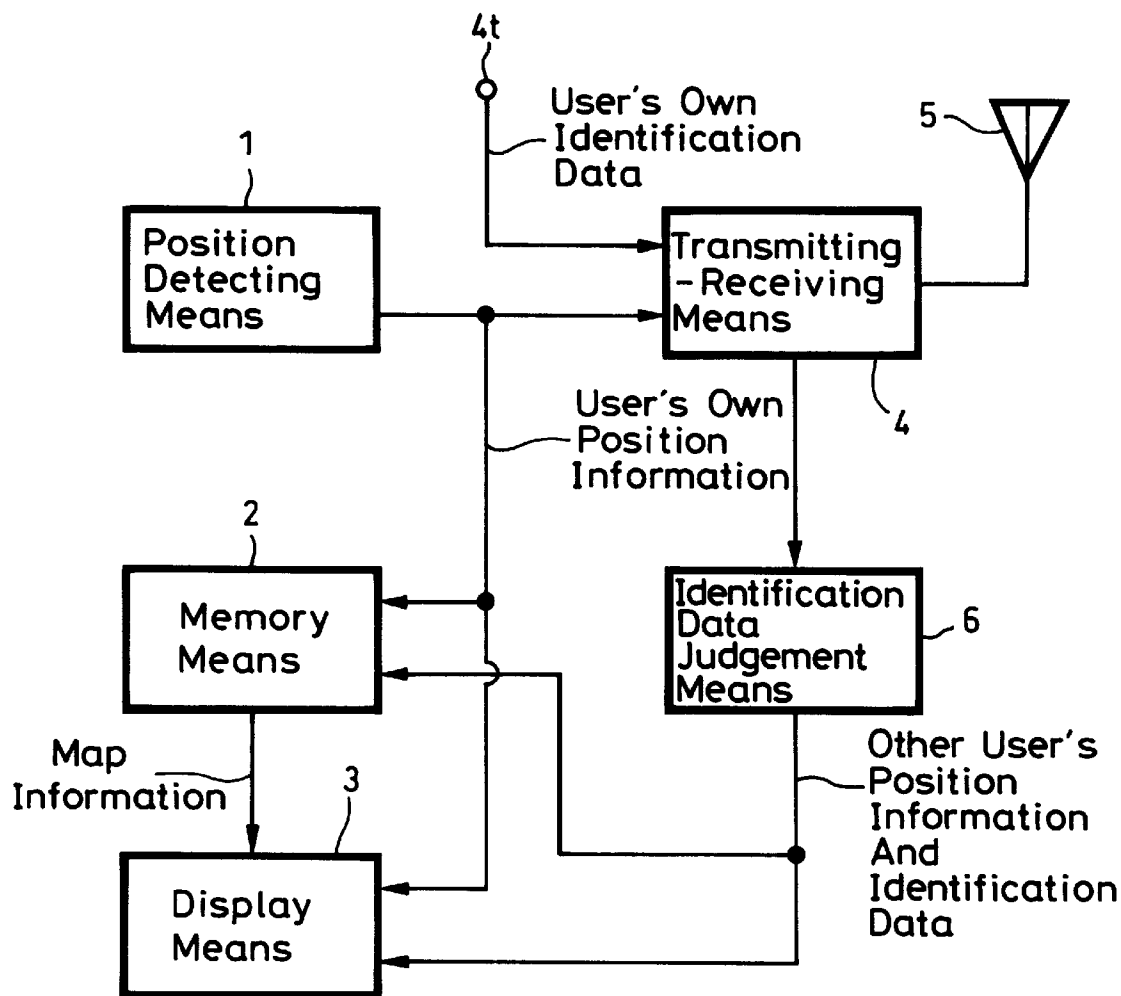 4t
User's Own
Identification
Data
5
1
Position
Detecting
Means
Transmitting
-Receiving
Means
4
User's Own
Position
Information
2
Memory
Means
Identification
Data
Judgement
Means
6
Map
Information
Other User's
Position
Information
And
Identification
Data
3
Display
Means